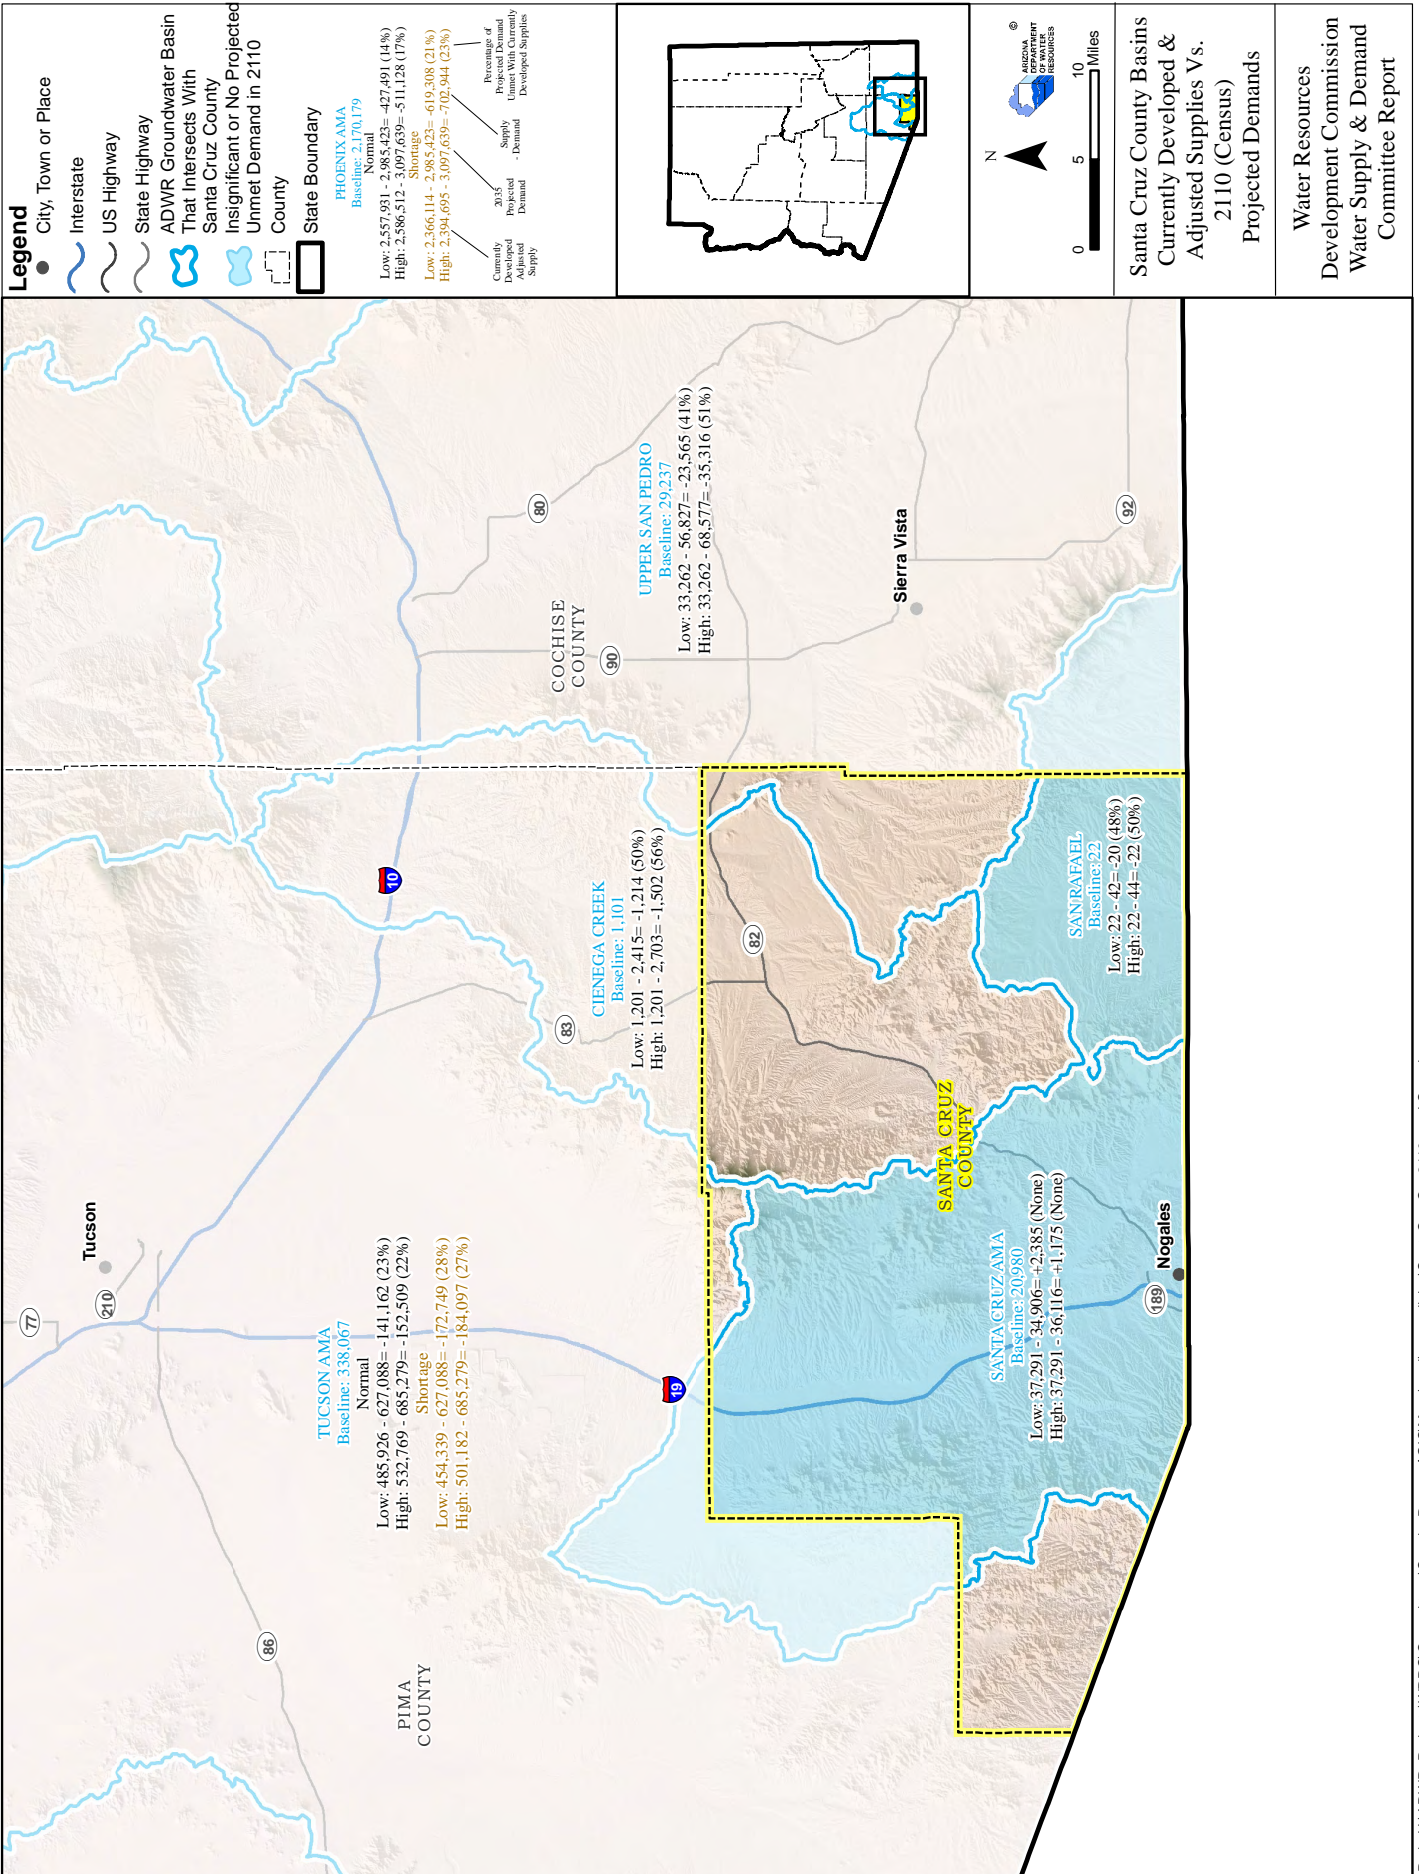 Legend
City, Town or Place
Interstate
US Highway
State Highway
ADWR Groundwater Basin
That Intersects With
Santa Cruz County
Insignificant or No Projected
Unmet Demand in 2110
County
State Boundary
PHOENIX AMA
Baseline: 2,170,179
Normal
Low: 2,557,931 - 2,985,423= -427,491 (14%)
High: 2,586,512 - 3,097,639= -511,128 (17%)
Shortage
Low: 2,366,114 - 2,985,423= -619,308 (21%)
High: 2,394,695 - 3,097,639= -702,944 (23%)
Currently
Developed
Adjusted
Supply
2035
Projected
Demand
Supply
- Demand
Percentage of
Projected Demand
Unmet With Currently
Developed Supplies
N
ARIZONA
DEPARTMENT
OF WATER
RESOURCES
©
0
5
10
Miles
Santa Cruz County Basins
Currently Developed &
Adjusted Supplies Vs.
2110 (Census)
Projected Demands
Water Resources
Development Commission
Water Supply & Demand
Committee Report
77
210
Tucson
86
PIMA
COUNTY
TUCSON AMA
Baseline: 338,067
Normal
Low: 485,926 - 627,088= -141,162 (23%)
High: 532,769 - 685,279= -152,509 (22%)
Shortage
Low: 454,339 - 627,088= -172,749 (28%)
High: 501,182 - 685,279= -184,097 (27%)
10
19
83
CIENEGA CREEK
Baseline: 1,101
Low: 1,201 - 2,415= -1,214 (50%)
High: 1,201 - 2,703= -1,502 (56%)
80
COCHISE
COUNTY
90
UPPER SAN PEDRO
Baseline: 29,237
Low: 33,262 - 56,827= -23,565 (41%)
High: 33,262 - 68,577= -35,316 (51%)
Sierra Vista
92
82
SANTA CRUZ
COUNTY
SANTA CRUZ AMA
Baseline: 20,980
Low: 37,291 - 34,906= +2,385 (None)
High: 37,291 - 36,116= +1,175 (None)
SAN RAFAEL
Baseline: 22
Low: 22 - 42= -20 (48%)
High: 22 - 44= -22 (50%)
189
Nogales